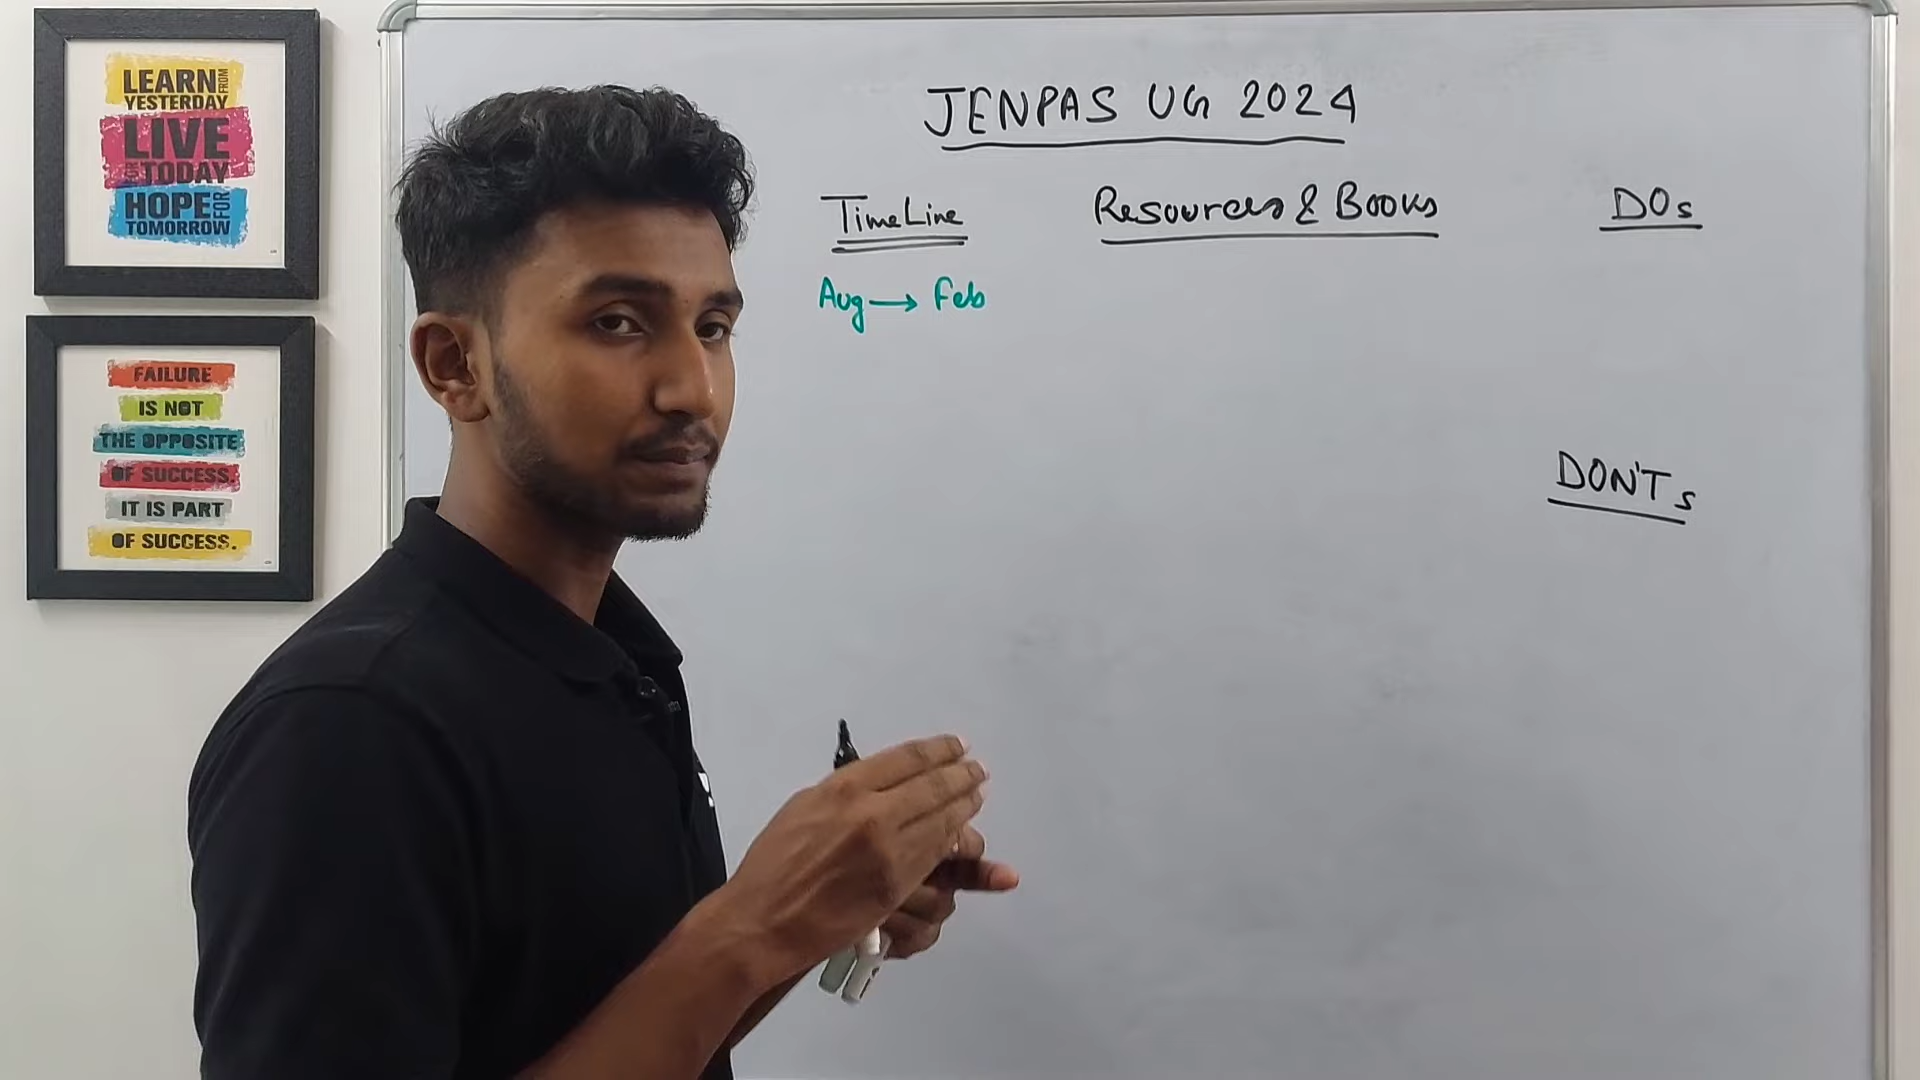 LEARN FROM
YESTERDAY
LIVE
FOR TODAY
HOPE FOR
TOMORROW
FAILURE
IS NOT
THE OPPOSITE
OF SUCCESS.
IT IS PART
OF SUCCESS.
JENPAS UG 2024
TimeLine
Aug → Feb
Resources & Books
DOs
DON'Ts